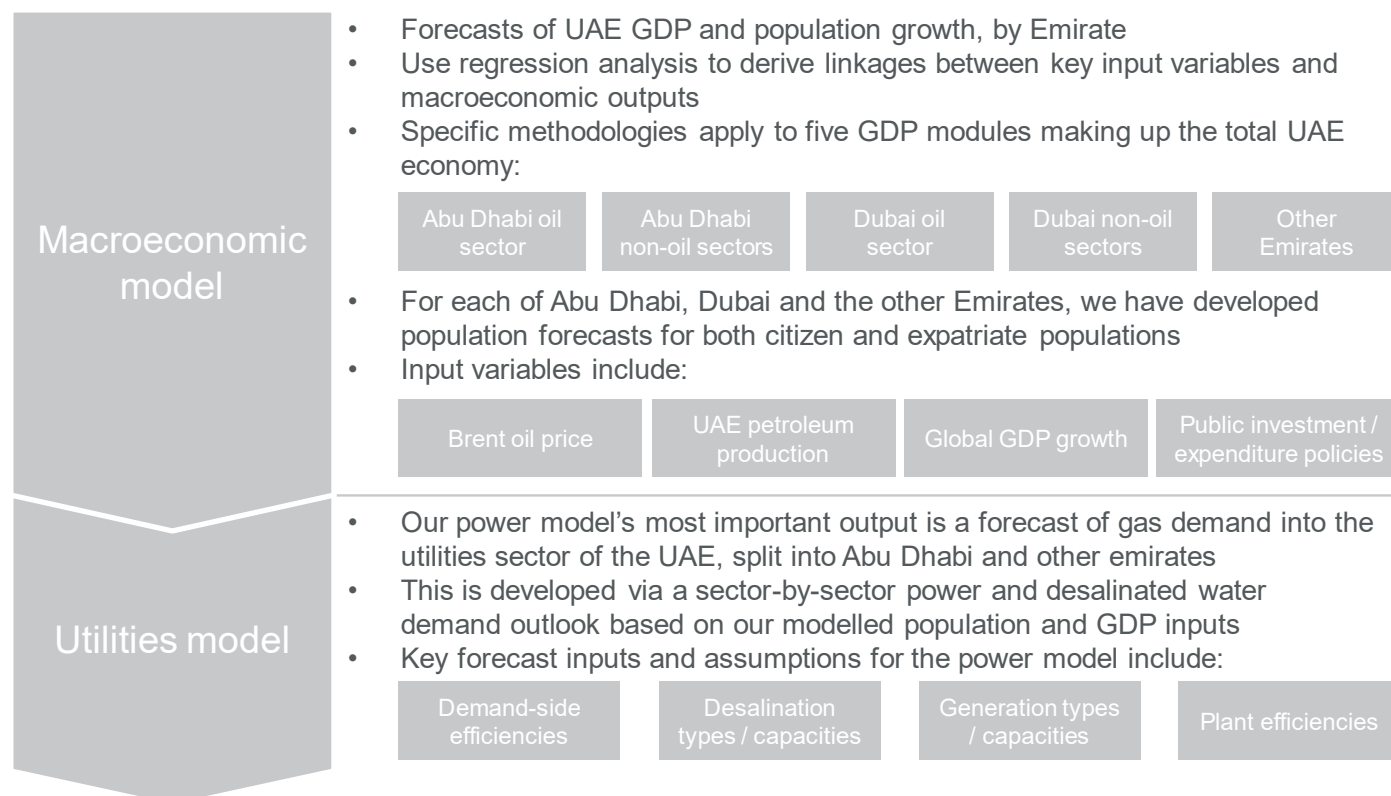 Macroeconomic
model
• Forecasts of UAE GDP and population growth, by Emirate
• Use regression analysis to derive linkages between key input variables and
macroeconomic outputs
• Specific methodologies apply to five GDP modules making up the total UAE
economy:
Abu Dhabi oil
sector
Abu Dhabi
non-oil sectors
Dubai oil
sector
Dubai non-oil
sectors
Other
Emirates
• For each of Abu Dhabi, Dubai and the other Emirates, we have developed
population forecasts for both citizen and expatriate populations
• Input variables include:
Brent oil price
UAE petroleum
production
Global GDP growth
Public investment /
expenditure policies
Utilities model
• Our power model’s most important output is a forecast of gas demand into the
utilities sector of the UAE, split into Abu Dhabi and other emirates
• This is developed via a sector-by-sector power and desalinated water
demand outlook based on our modelled population and GDP inputs
• Key forecast inputs and assumptions for the power model include:
Demand-side
efficiencies
Desalination
types / capacities
Generation types
/ capacities
Plant efficiencies